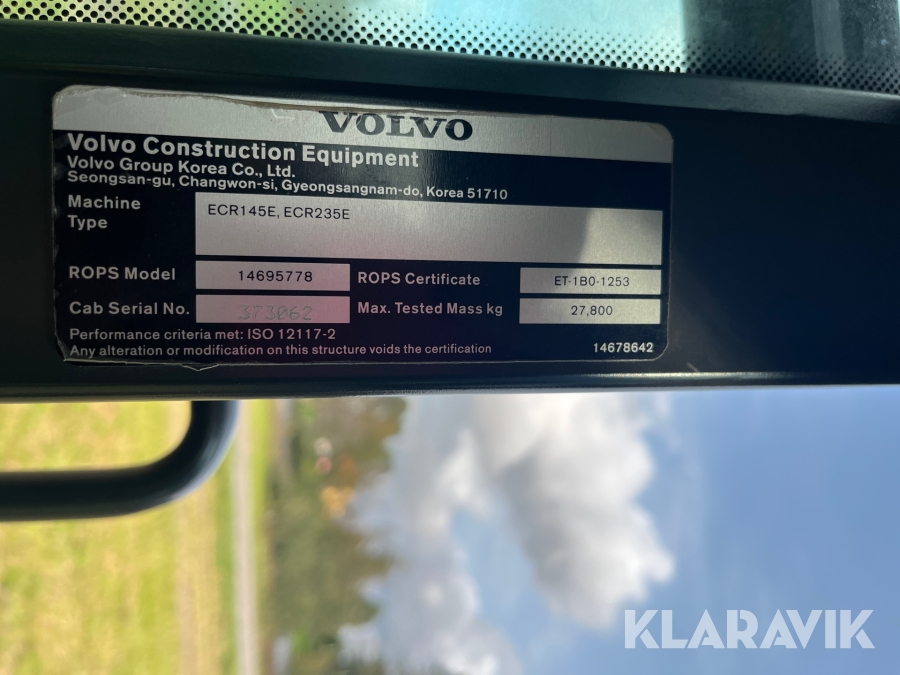 VOLVO
Volvo Construction Equipment
Volvo Group Korea Co., Ltd.
Seongsan-gu, Changwon-si, Gyeongsangnam-do, Korea 51710
Machine Type ECR145E, ECR235E
ROPS Model 14695778 ROPS Certificate ET-1B0-1253
Cab Serial No. 373062 Max. Tested Mass kg 27,800
Performance criteria met: ISO 12117-2
Any alteration or modification on this structure voids the certification 14678642
KLARAVIK